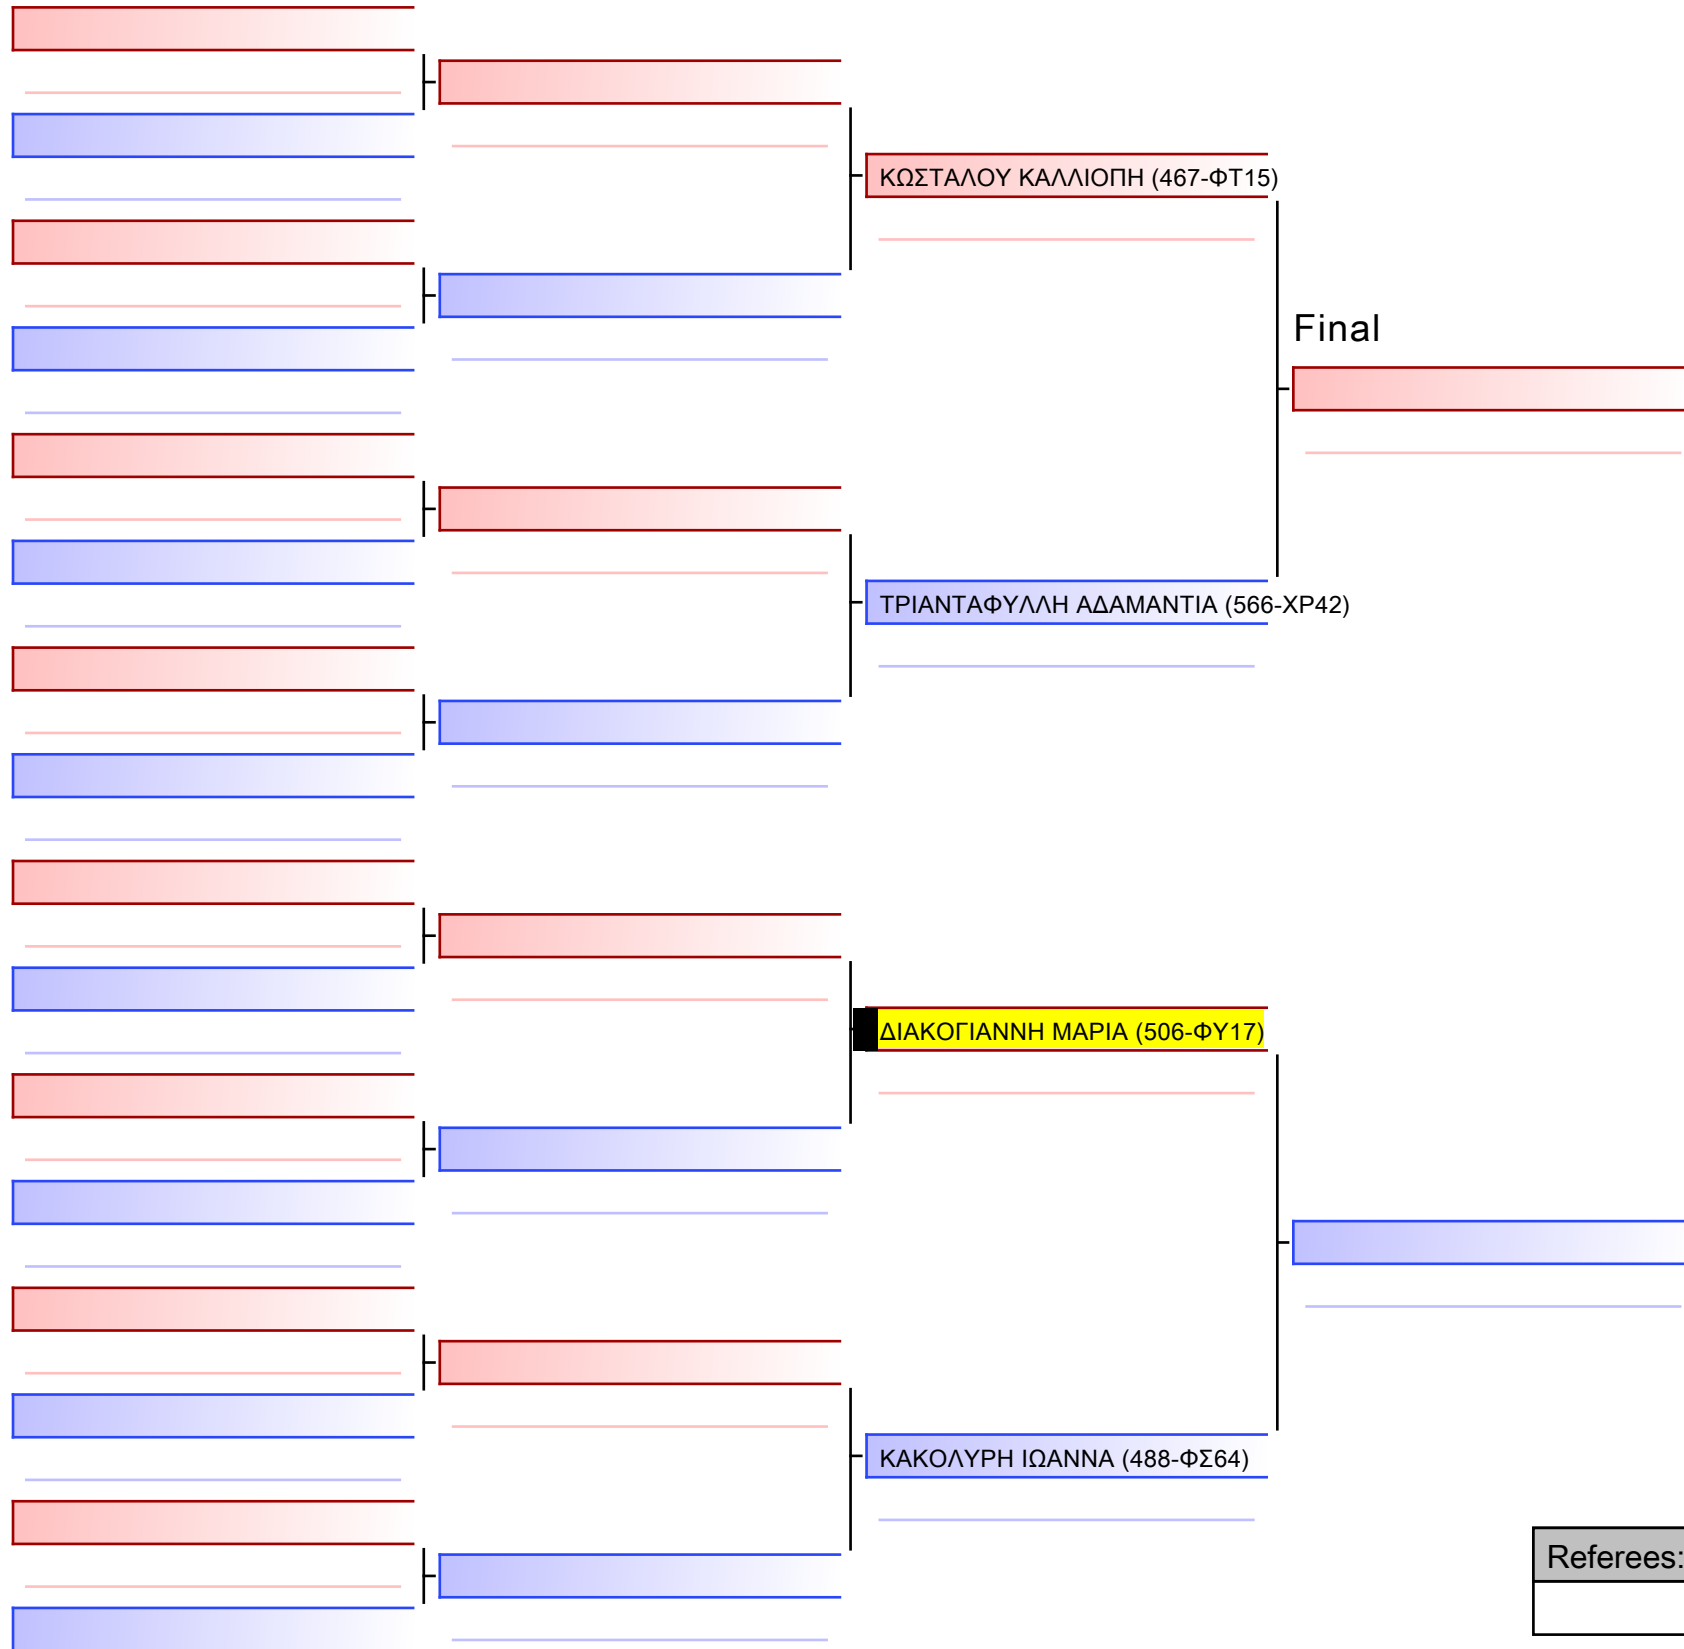 ΚΩΣΤΑΛΟΥ ΚΑΛΛΙΟΠΗ (467-ΦΤ15)
Final
ΤΡΙΑΝΤΑΦΥΛΛΗ ΑΔΑΜΑΝΤΙΑ (566-ΧΡ42)
ΔΙΑΚΟΓΙΑΝΝΗ ΜΑΡΙΑ (506-ΦΥ17)
ΚΑΚΟΛΥΡΗ ΙΩΑΝΝΑ (488-ΦΣ64)
Referees: